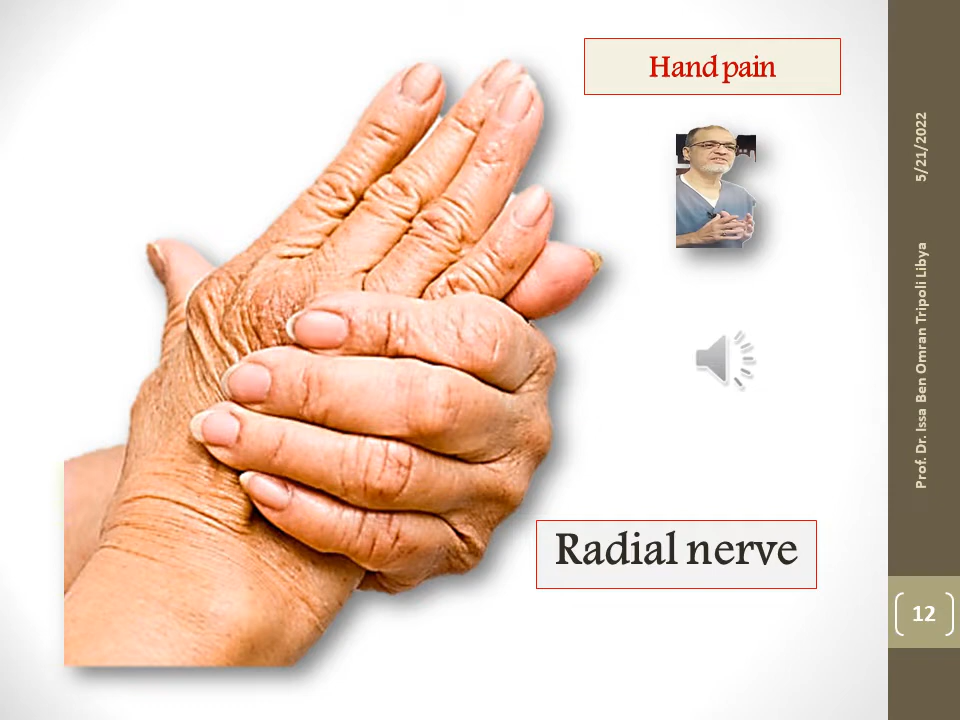 Hand pain
Radial nerve
5/21/2022
Prof. Dr. Issa Ben Omran Tripoli Libya
12